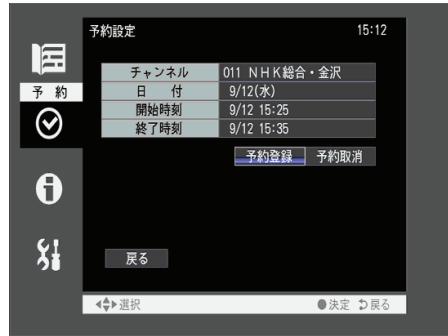 予約設定 15:12
チャンネル 011 NHK総合・金沢
予 約
日 付 9/12(水)
開始時刻 9/12 15:25
終了時刻 9/12 15:35
予約登録 予約取消
戻る
選択 ●決定 戻る